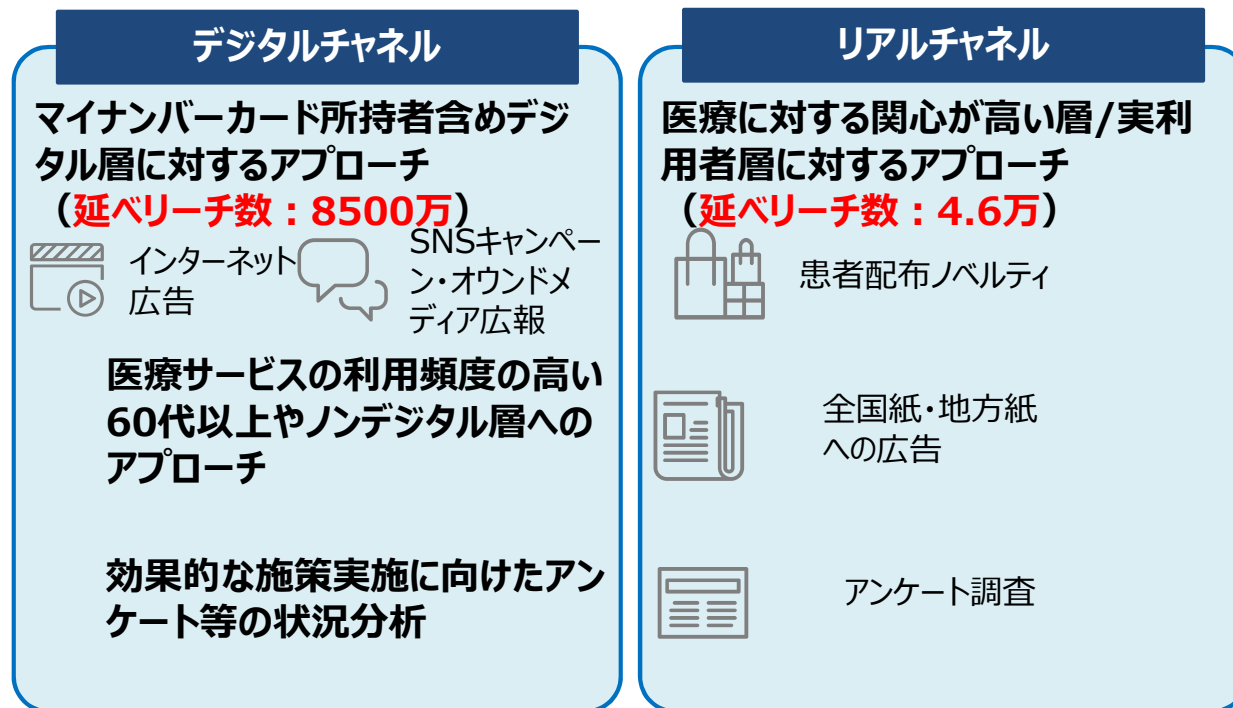 デジタルチャネル
マイナンバーカード所持者含めデジ
タル層に対するアプローチ
（延べリーチ数：8500万）
インターネット
広告
SNSキャンペー
ン・オウンドメ
ディア広報
医療サービスの利用頻度の高い
60代以上やノンデジタル層への
アプローチ
効果的な施策実施に向けたアン
ケート等の状況分析
リアルチャネル
医療に対する関心が高い層/実利
用者層に対するアプローチ
（延べリーチ数：4.6万）
患者配布ノベルティ
全国紙・地方紙
への広告
アンケート調査